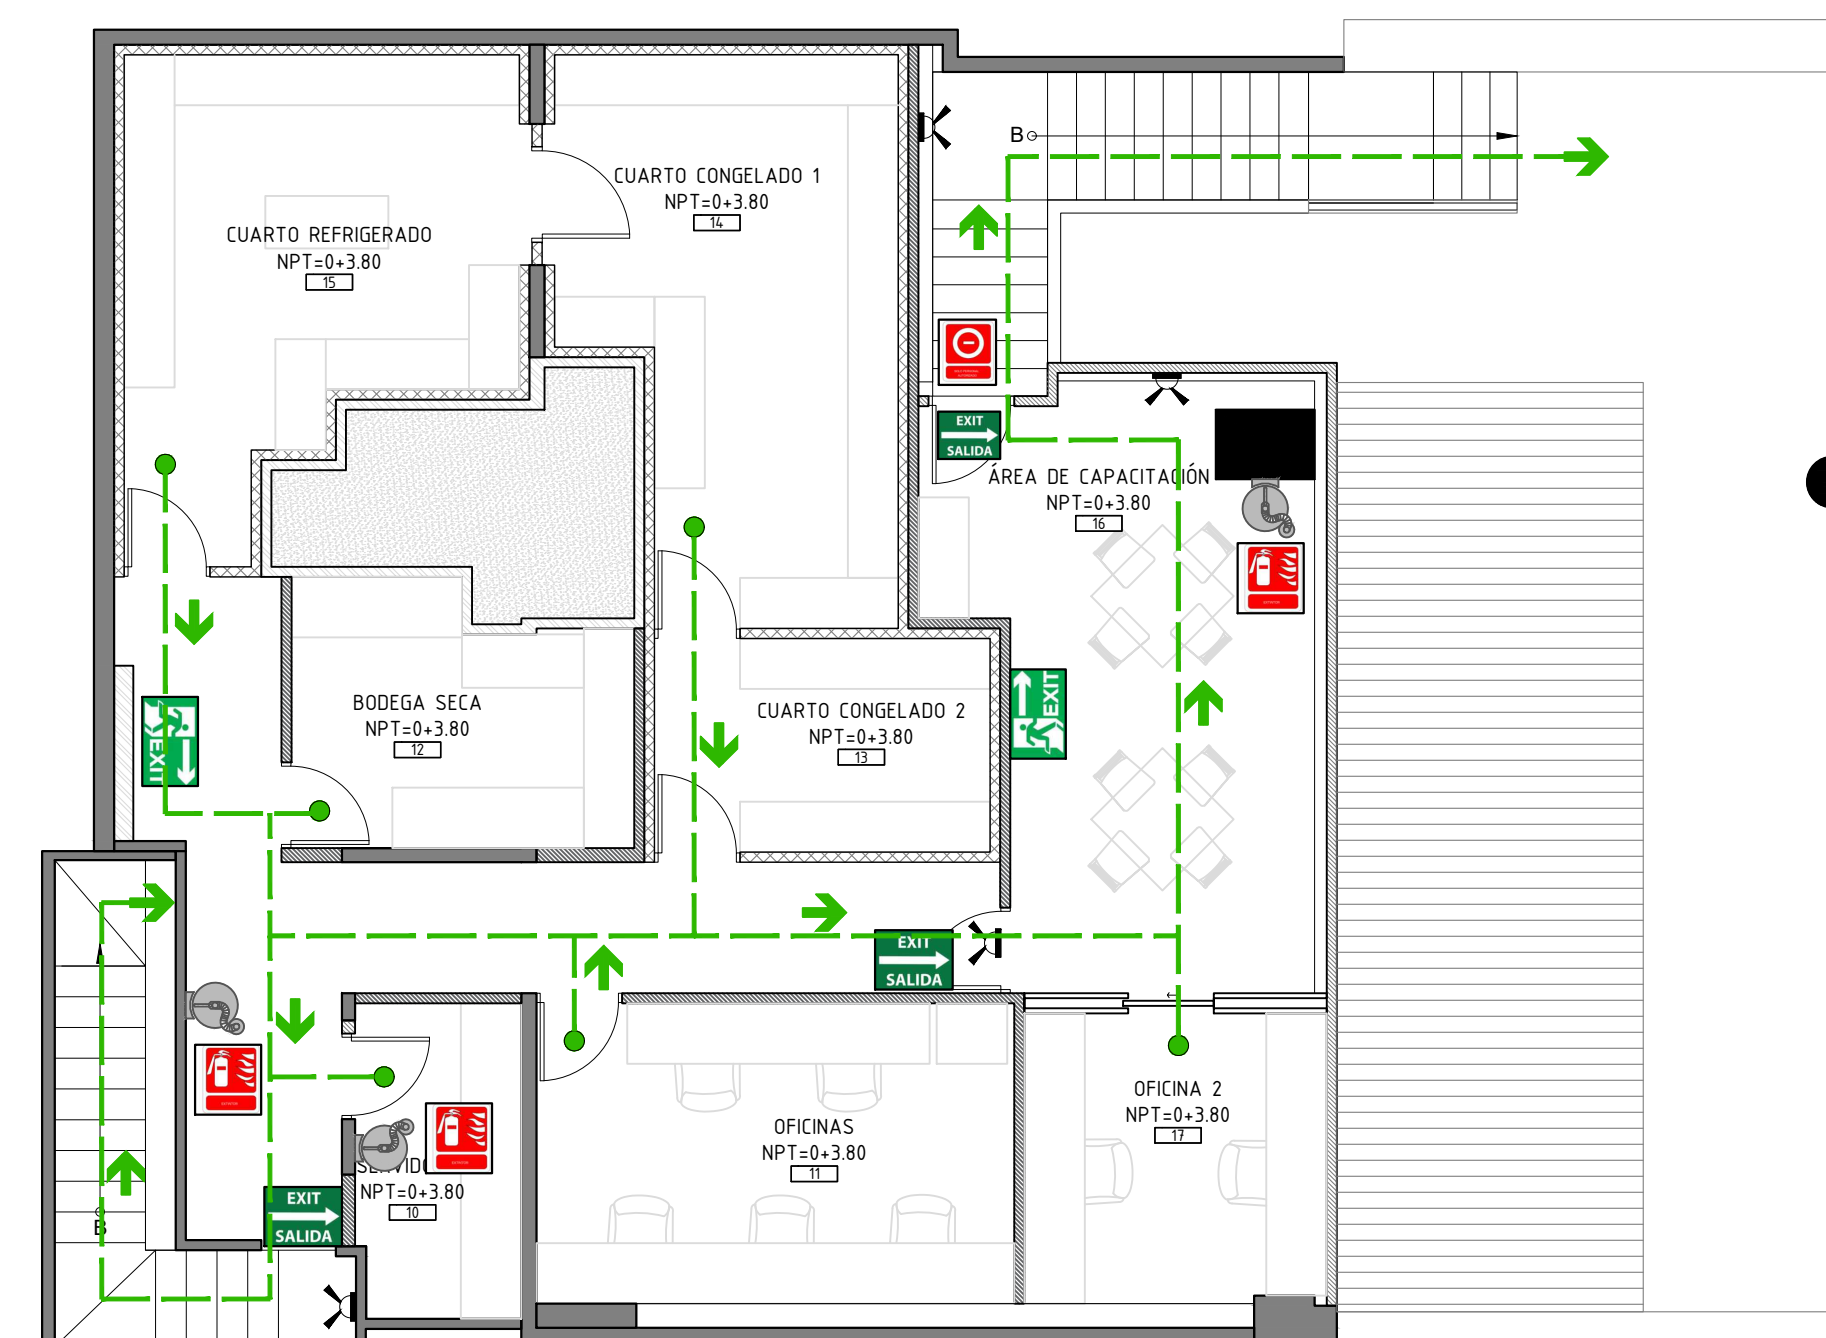 B
CUARTO CONGELADO 1
NPT=0+3.80
14
CUARTO REFRIGERADO
NPT=0+3.80
15
EXIT
SALIDA
ÁREA DE CAPACITACIÓN
NPT=0+3.80
16
EXIT
EXIT
BODEGA SECA
NPT=0+3.80
12
CUARTO CONGELADO 2
NPT=0+3.80
13
EXIT
SALIDA
OFICINA 2
NPT=0+3.80
17
OFICINAS
NPT=0+3.80
11
NPT=0+3.80
10
EXIT
SALIDA
B